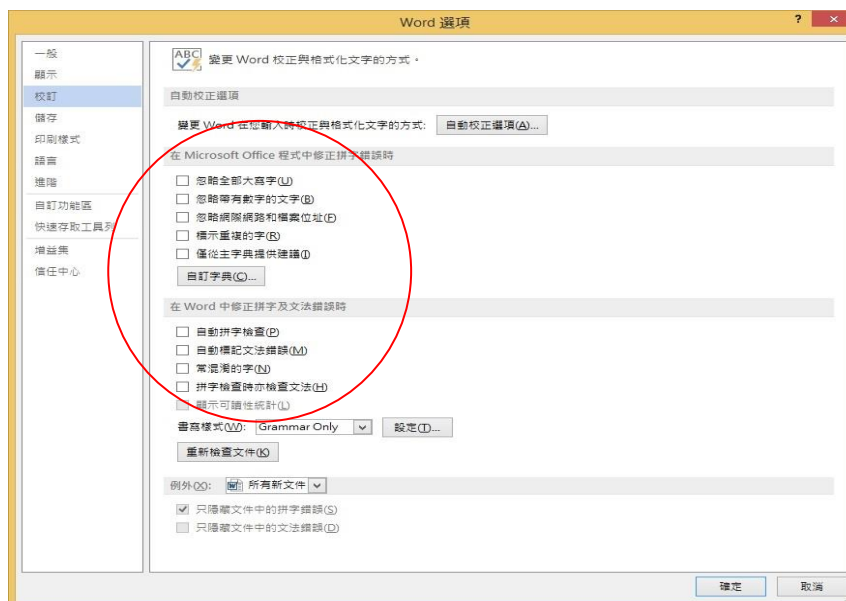 Word 選項
? ×
一般
顯示
校訂
儲存
印刷樣式
語言
進階
自訂功能區
快速存取工具列
增益集
信任中心
ABC 變更 Word 校正與格式化文字的方式。
自動校正選項
變更 Word 在您輸入時校正與格式化文字的方式: 自動校正選項(A)...
在 Microsoft Office 程式中修正拼字錯誤時
忽略全部大寫字(U)
忽略帶有數字的文字(B)
忽略網際網路和檔案位址(F)
標示重複的字(R)
僅從主字典提供建議(I)
自訂字典(C)...
在 Word 中修正拼字及文法錯誤時
自動拼字檢查(P)
自動標記文法錯誤(M)
常混淆的字(N)
拼字檢查時亦檢查文法(H)
顯示可讀性統計(L)
書寫樣式(W): Grammar Only 設定(T)...
重新檢查文件(K)
例外(X): 所有新文件
只隱藏文件中的拼字錯誤(S)
只隱藏文件中的文法錯誤(D)
確定 取消